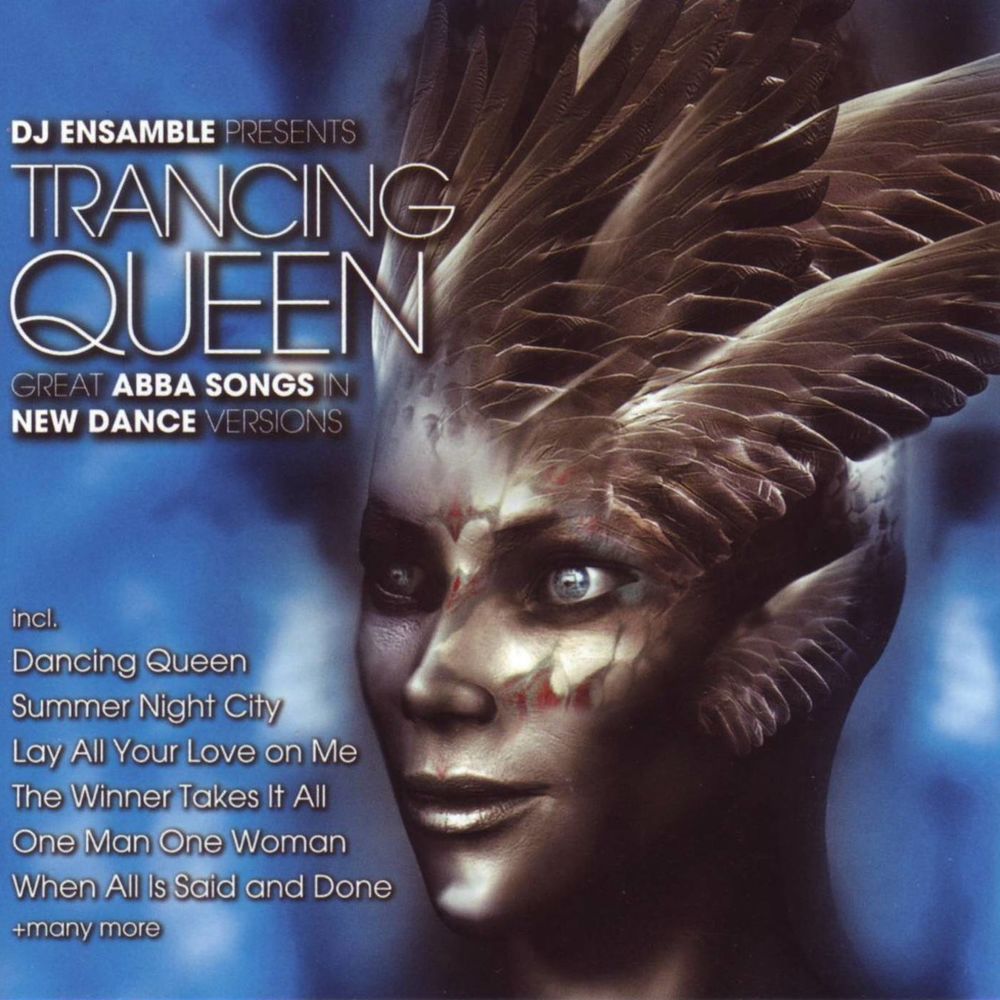 DJ ENSAMBLE PRESENTS
TRANCING
QUEEN
GREAT ABBA SONGS IN
NEW DANCE VERSIONS
incl.
Dancing Queen
Summer Night City
Lay All Your Love on Me
The Winner Takes It All
One Man One Woman
When All Is Said and Done
+many more